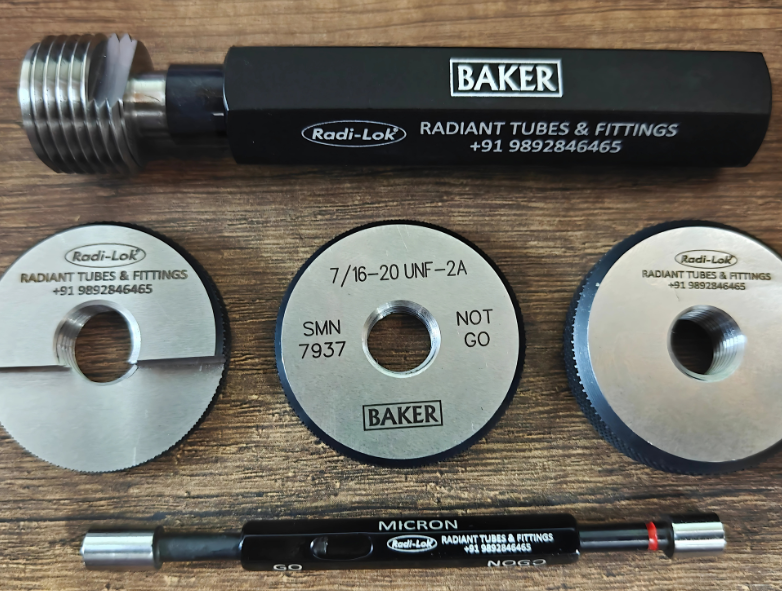 BAKER
Radi-Lok
RADIANT TUBES & FITTINGS
+91 9892846465
Radi-Lok
RADIANT TUBES & FITTINGS
+91 9892846465
7/16-20 UNF-2A
SMN
7937
NOT
GO
BAKER
Radi-Lok
RADIANT TUBES & FITTINGS
+91 9892846465
MICRON
Radi-Lok
RADIANT TUBES & FITTINGS
+91 9892846465
GO
NOGO